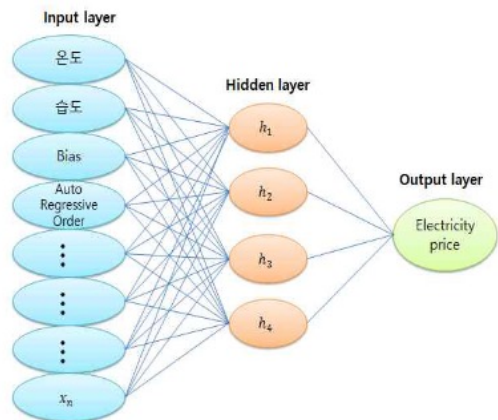 Input layer
온도
습도
Bias
Auto
Regressive
Order
⋮
⋮
⋮
xₙ
Hidden layer
h₁
h₂
h₃
h₄
Output layer
Electricity
price